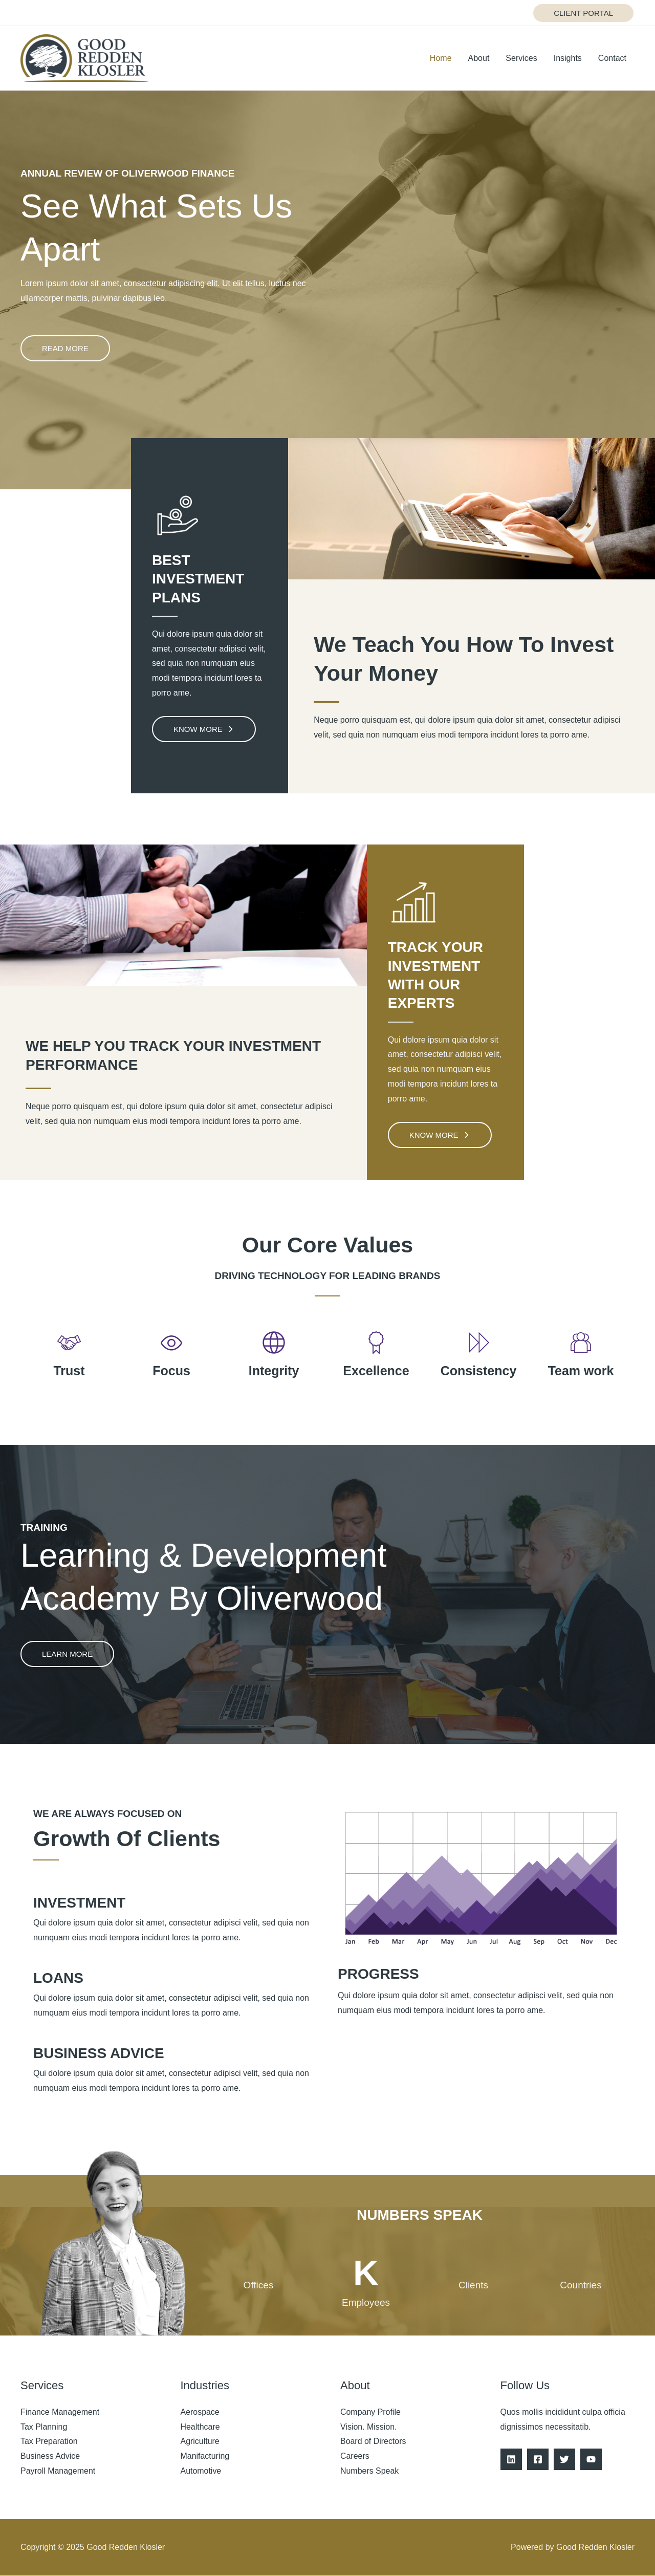 CLIENT PORTAL
GOOD
REDDEN
KLOSLER
Home About Services Insights Contact
ANNUAL REVIEW OF OLIVERWOOD FINANCE
See What Sets Us
Apart
Lorem ipsum dolor sit amet, consectetur adipiscing elit. Ut elit tellus, luctus nec
ullamcorper mattis, pulvinar dapibus leo.
READ MORE
BEST
INVESTMENT
PLANS
Qui dolore ipsum quia dolor sit
amet, consectetur adipisci velit,
sed quia non numquam eius
modi tempora incidunt lores ta
porro ame.
KNOW MORE
We Teach You How To Invest
Your Money
Neque porro quisquam est, qui dolore ipsum quia dolor sit amet, consectetur adipisci
velit, sed quia non numquam eius modi tempora incidunt lores ta porro ame.
WE HELP YOU TRACK YOUR INVESTMENT
PERFORMANCE
Neque porro quisquam est, qui dolore ipsum quia dolor sit amet, consectetur adipisci
velit, sed quia non numquam eius modi tempora incidunt lores ta porro ame.
TRACK YOUR
INVESTMENT
WITH OUR
EXPERTS
Qui dolore ipsum quia dolor sit
amet, consectetur adipisci velit,
sed quia non numquam eius
modi tempora incidunt lores ta
porro ame.
KNOW MORE
Our Core Values
DRIVING TECHNOLOGY FOR LEADING BRANDS
Trust Focus Integrity Excellence Consistency Team work
TRAINING
Learning & Development
Academy By Oliverwood
LEARN MORE
WE ARE ALWAYS FOCUSED ON
Growth Of Clients
INVESTMENT
Qui dolore ipsum quia dolor sit amet, consectetur adipisci velit, sed quia non
numquam eius modi tempora incidunt lores ta porro ame.
LOANS
Qui dolore ipsum quia dolor sit amet, consectetur adipisci velit, sed quia non
numquam eius modi tempora incidunt lores ta porro ame.
BUSINESS ADVICE
Qui dolore ipsum quia dolor sit amet, consectetur adipisci velit, sed quia non
numquam eius modi tempora incidunt lores ta porro ame.
Jan Feb Mar Apr May Jun Jul Aug Sep Oct Nov Dec
PROGRESS
Qui dolore ipsum quia dolor sit amet, consectetur adipisci velit, sed quia non
numquam eius modi tempora incidunt lores ta porro ame.
NUMBERS SPEAK
Offices
K
Employees
Clients
Countries
Services
Finance Management
Tax Planning
Tax Preparation
Business Advice
Payroll Management
Industries
Aerospace
Healthcare
Agriculture
Manifacturing
Automotive
About
Company Profile
Vision. Mission.
Board of Directors
Careers
Numbers Speak
Follow Us
Quos mollis incididunt culpa officia
dignissimos necessitatib.
Copyright © 2025 Good Redden Klosler
Powered by Good Redden Klosler